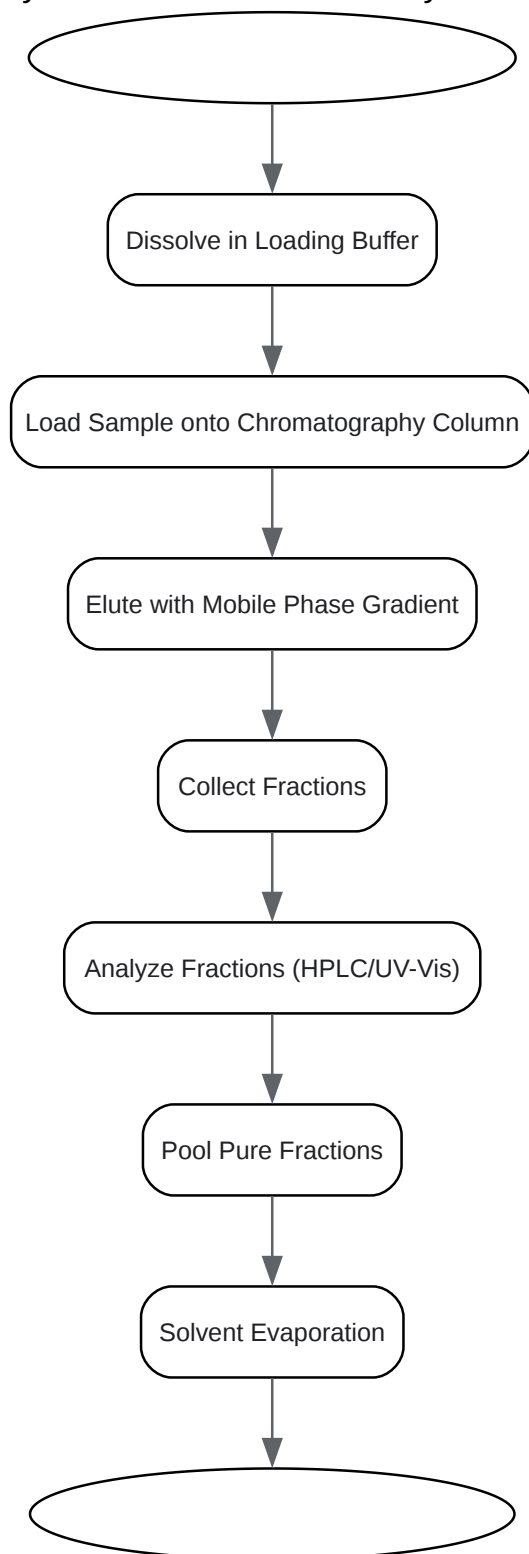 Dissolve in Loading Buffer
Load Sample onto Chromatography Column
Elute with Mobile Phase Gradient
Collect Fractions
Analyze Fractions (HPLC/UV-Vis)
Pool Pure Fractions
Solvent Evaporation